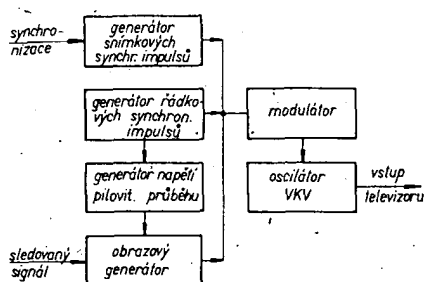 synchro-
nizace
generátor
snímkových
synchr. impulsů
generátor řádko-
vých synchron.
impulsů
modulátor
generátor napětí
pilovit. průběhu
oscilátor
VKV
vstup
televizoru
sledovaný
signál
obrazový
generátor